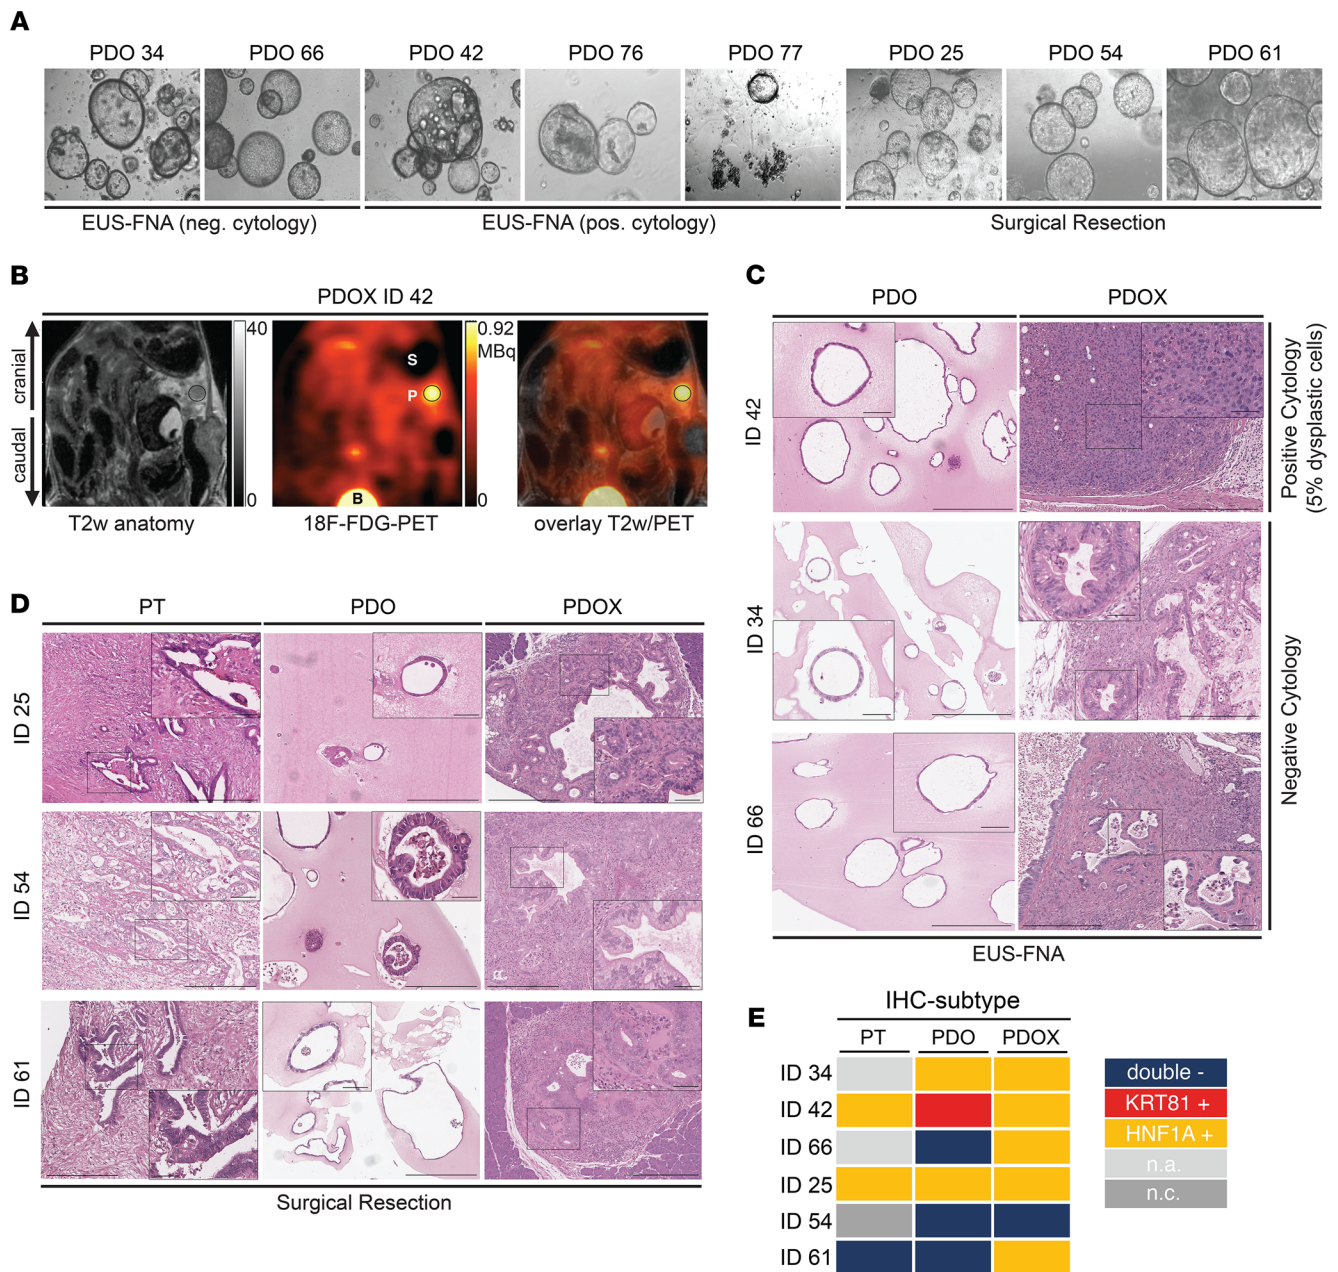 A
PDO 34 PDO 66 PDO 42 PDO 76 PDO 77 PDO 25 PDO 54 PDO 61
EUS-FNA (neg. cytology) EUS-FNA (pos. cytology) Surgical Resection
B
PDOX ID 42
cranial
caudal
40
0
S
P
B
0.92
MBq
0
T2w anatomy 18F-FDG-PET overlay T2w/PET
C
PDO PDOX
ID 42
Positive Cytology
(5% dysplastic cells)
ID 34
ID 66
Negative Cytology
EUS-FNA
D
PT PDO PDOX
ID 25
ID 54
ID 61
Surgical Resection
E
IHC-subtype
PT PDO PDOX
ID 34
ID 42
ID 66
ID 25
ID 54
ID 61
double -
KRT81 +
HNF1A +
n.a.
n.c.